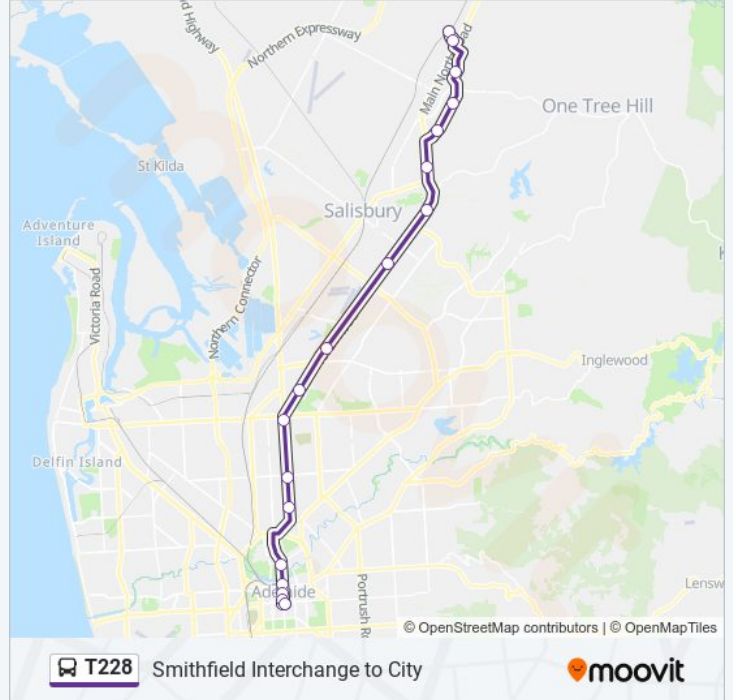 d Highway
Northern Expressway
Main North Road
One Tree Hill
St Kilda
Salisbury
Adventure
Island
Victoria Road
Northern Connector
Inglewood
Delfin Island
Adelaide
Portrush R
Lensw
© OpenStreetMap contributors | © OpenMapTiles
T228 Smithfield Interchange to City
moovit